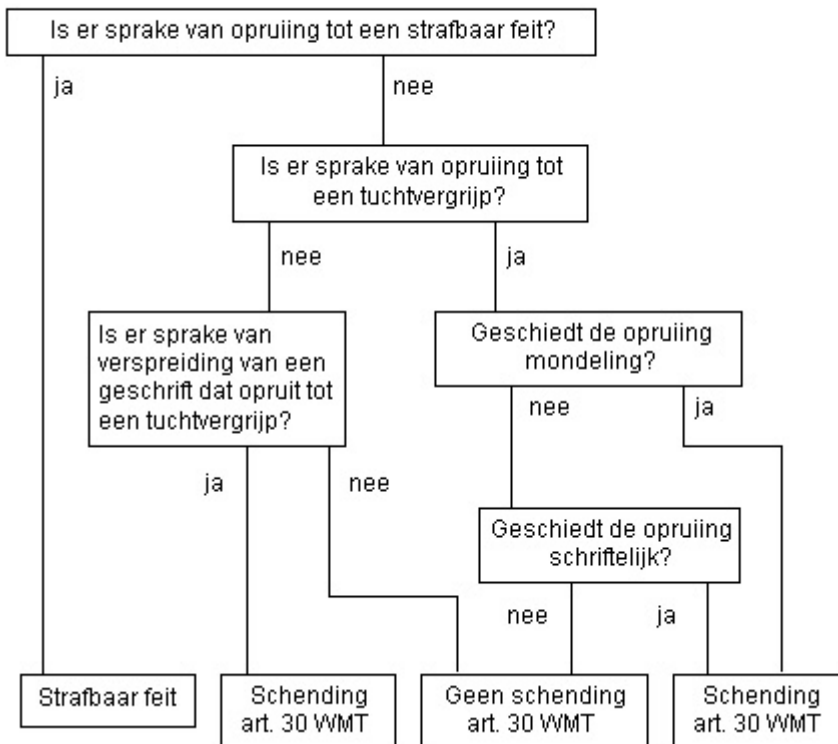 Is er sprake van opruiing tot een strafbaar feit?
ja
nee
Is er sprake van opruiing tot
een tuchtvergrijp?
nee
ja
Is er sprake van
verspreiding van een
geschrift dat opruit tot
een tuchtvergrijp?
Geschiedt de opruiing
mondeling?
nee
ja
ja
nee
Geschiedt de opruiing
schriftelijk?
nee
ja
Strafbaar feit
Schending
art. 30 WMT
Geen schending
art. 30 WMT
Schending
art. 30 WMT